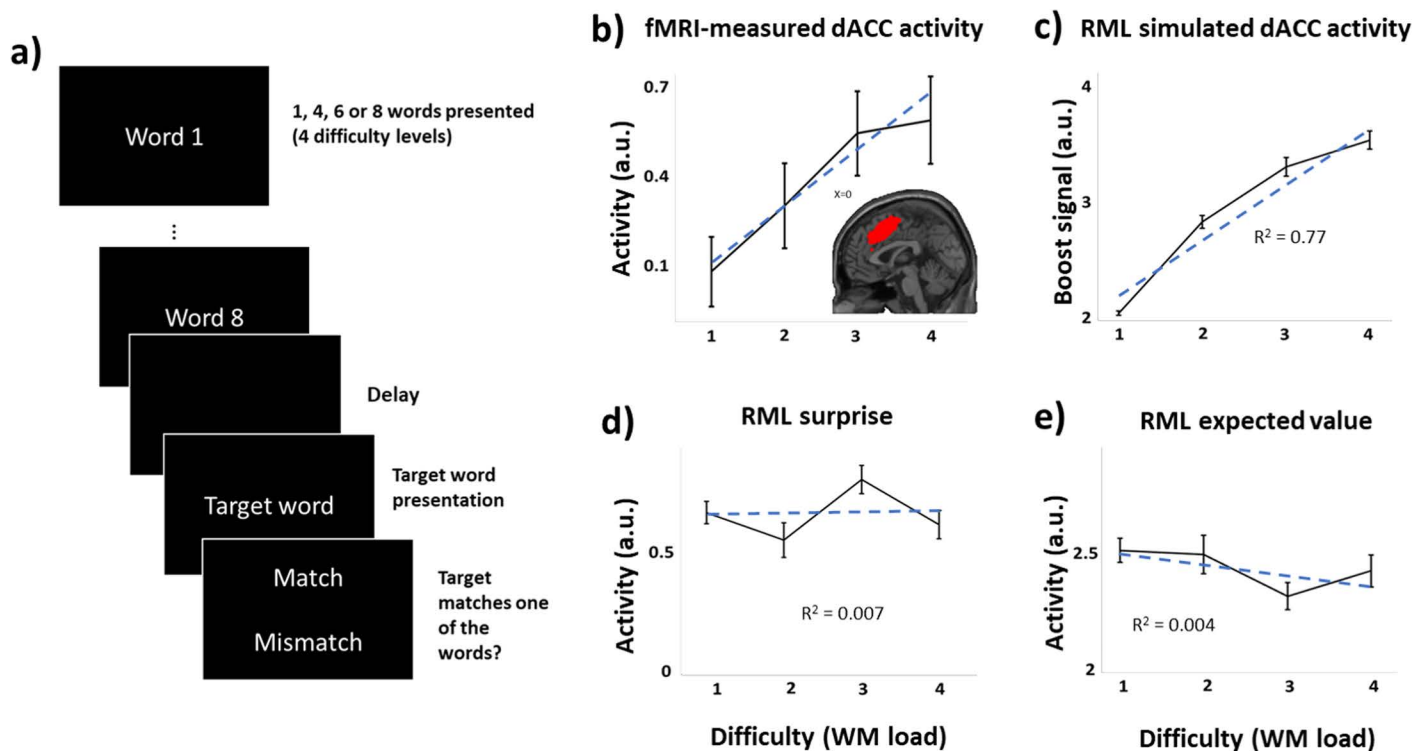 a)
Word 1
1, 4, 6 or 8 words presented
(4 difficulty levels)
...
Word 8
Delay
Target word
Target word
presentation
Match
Mismatch
Target
matches one
of the
words?
b) fMRI-measured dACC activity
Activity (a.u.)
0.7
0.4
0.1
X=0
1 2 3 4
c) RML simulated dACC activity
Boost signal (a.u.)
4
3
2
R² = 0.77
1 2 3 4
d) RML surprise
Activity (a.u.)
0.5
0
R² = 0.007
1 2 3 4
Difficulty (WM load)
e) RML expected value
Activity (a.u.)
2.5
2
R² = 0.004
1 2 3 4
Difficulty (WM load)